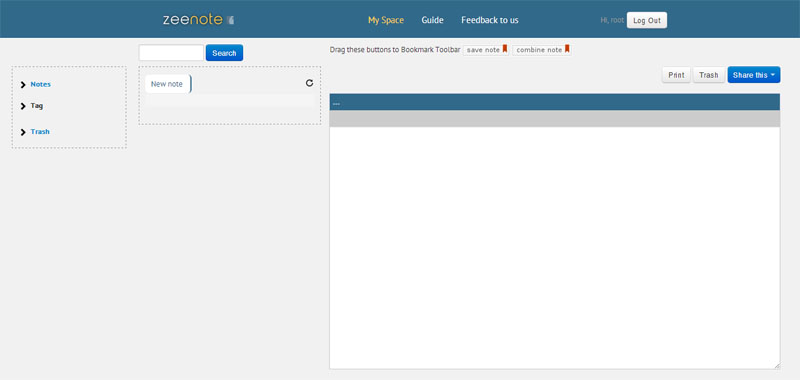 zeenote My Space Guide Feedback to us Hi, root Log Out
Search Drag these buttons to Bookmark Toolbar save note combine note
Print Trash Share this
Notes
Tag
Trash
New note
...